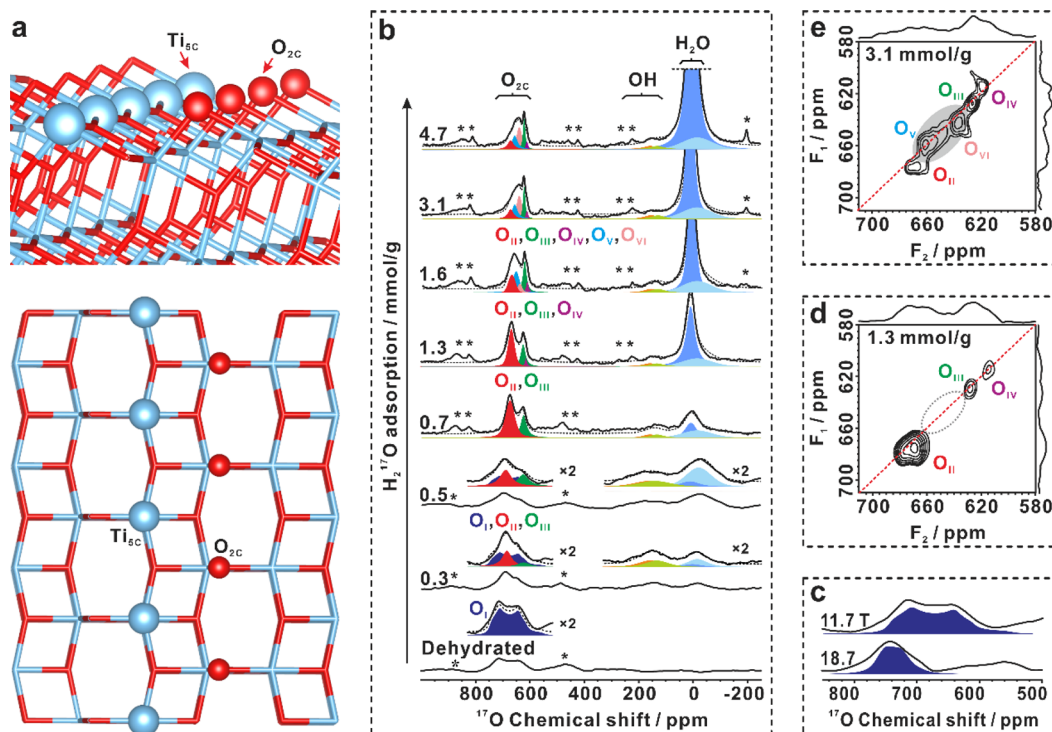 a
Ti5C
O2C
Ti5C
O2C
b
O2C
OH
H2O
H2 17O adsorption / mmol/g
4.7
* *
* *
* *
*
3.1
* *
* *
* *
*
OII,OIII,OIV,OV,OVI
1.6
* *
* *
* *
*
OII,OIII,OIV
1.3
* *
* *
* *
OII,OIII
0.7
* *
* *
×2
×2
0.5
*
*
OI,OII,OIII
×2
×2
0.3
*
*
OI
×2
Dehydrated
*
*
800 600 400 200 0 -200
17O Chemical shift / ppm
e
580
620
660
700
F1 / ppm
3.1 mmol/g
OIII
OIV
OV
OVI
OII
700 660 620 580
F2 / ppm
d
580
620
660
700
F1 / ppm
1.3 mmol/g
OIII
OIV
OII
700 660 620 580
F2 / ppm
c
11.7 T
18.7
800 700 600 500
17O Chemical shift / ppm